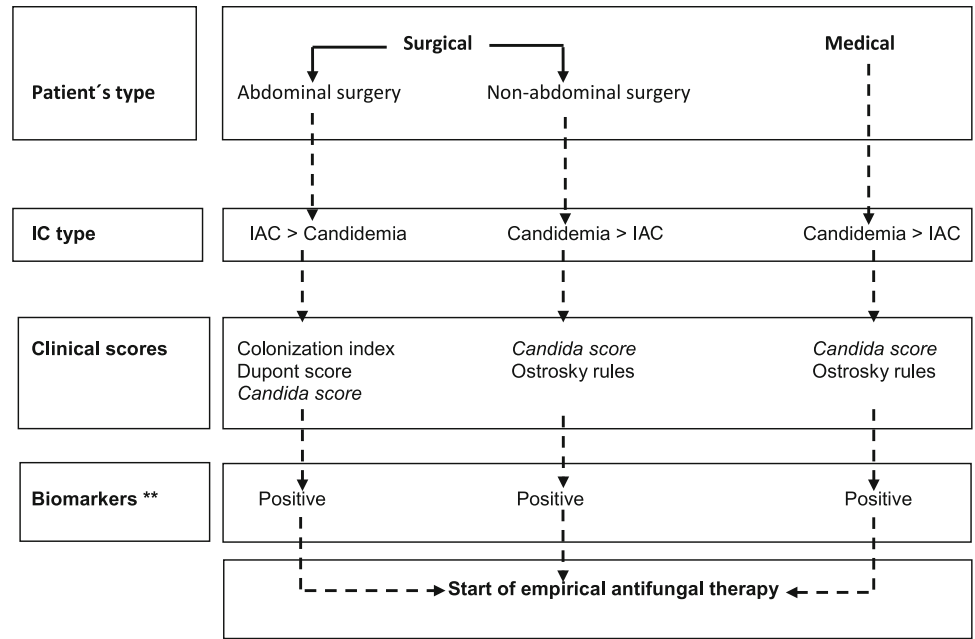 Surgical
Medical
Patient´s type
Abdominal surgery
Non-abdominal surgery
IC type
IAC > Candidemia
Candidemia > IAC
Candidemia > IAC
Clinical scores
Colonization index
Dupont score
Candida score
Candida score
Ostrosky rules
Candida score
Ostrosky rules
Biomarkers **
Positive
Positive
Positive
Start of empirical antifungal therapy